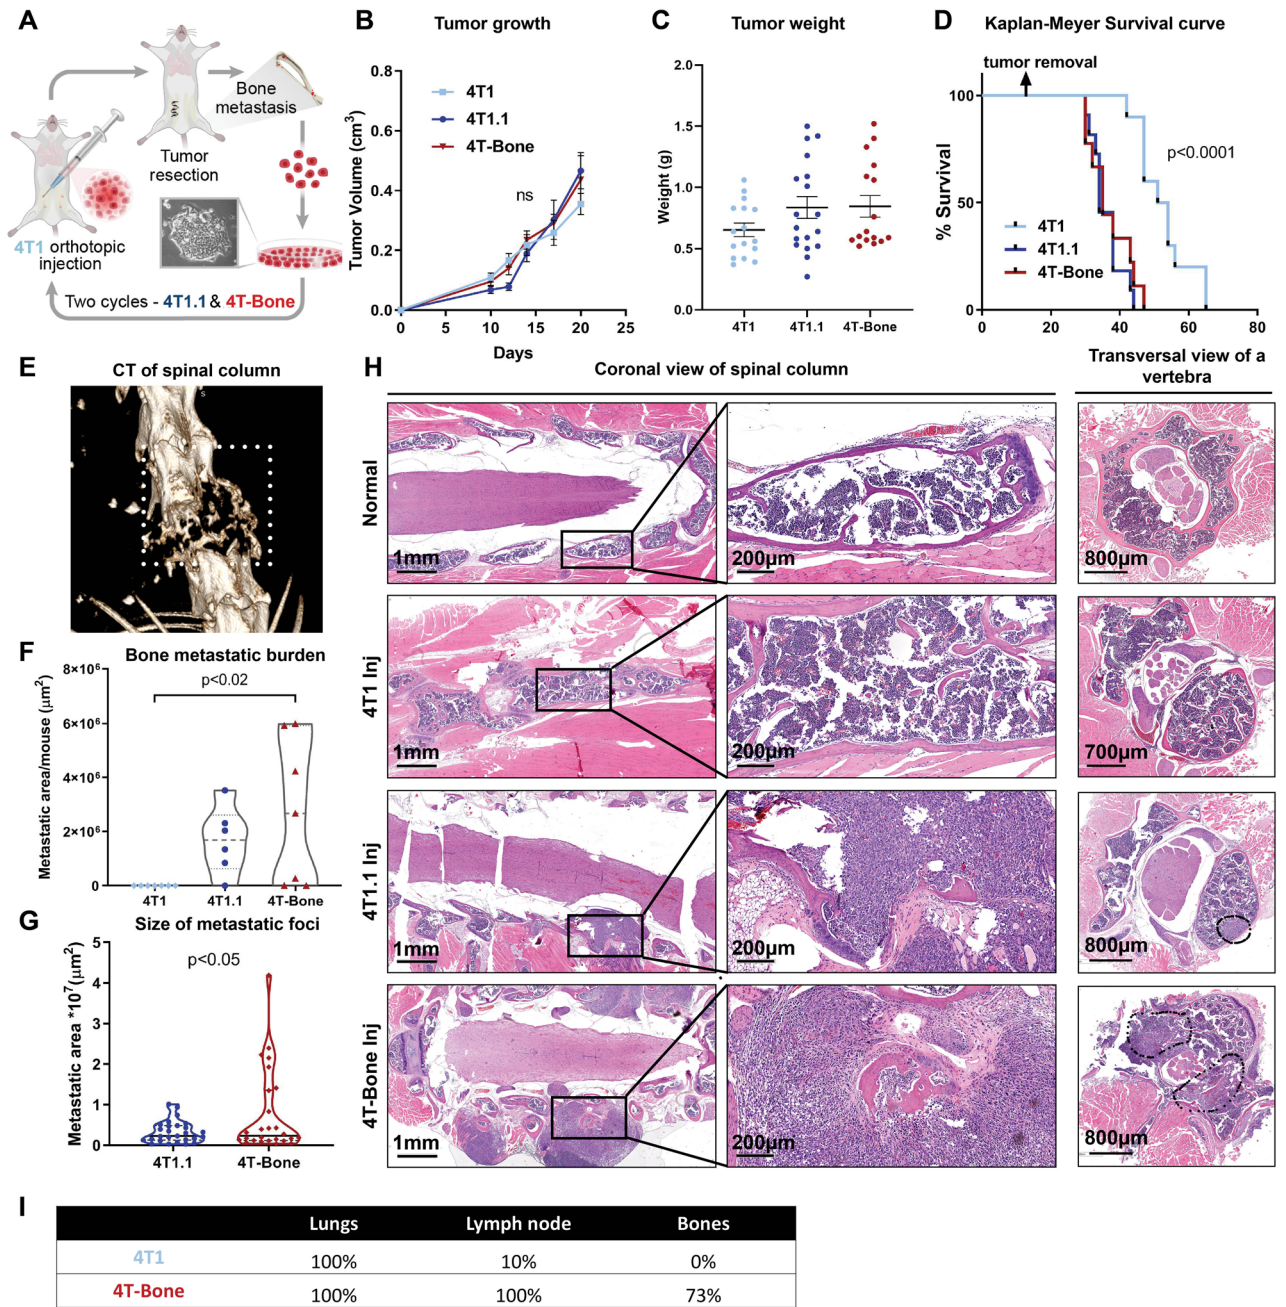 A
4T1 orthotopic
injection
Tumor
resection
Bone
metastasis
Two cycles - 4T1.1 & 4T-Bone
B
Tumor growth
4T1
4T1.1
4T-Bone
ns
Tumor Volume (cm3)
0.8
0.6
0.4
0.2
0.0
0 5 10 15 20 25
Days
C
Tumor weight
Weight (g)
2.0
1.5
1.0
0.5
0.0
4T1 4T1.1 4T-Bone
D
Kaplan-Meyer Survival curve
tumor removal
p<0.0001
% Survival
100
50
0
4T1
4T1.1
4T-Bone
0 20 40 60 80
E
CT of spinal column
S
F
Bone metastatic burden
p<0.02
Metastatic area/mouse (μm2)
8×106
6×106
4×106
2×106
0
4T1 4T1.1 4T-Bone
G
Size of metastatic foci
p<0.05
Metastatic area *107(μm2)
5
4
3
2
1
0
4T1.1 4T-Bone
H
Coronal view of spinal column
Transversal view of a
vertebra
Normal
1mm 200μm 800μm
4T1 Inj
1mm 200μm 700μm
4T1.1 Inj
1mm 200μm 800μm
4T-Bone Inj
1mm 200μm 800μm
I
Lungs Lymph node Bones
4T1 100% 10% 0%
4T-Bone 100% 100% 73%